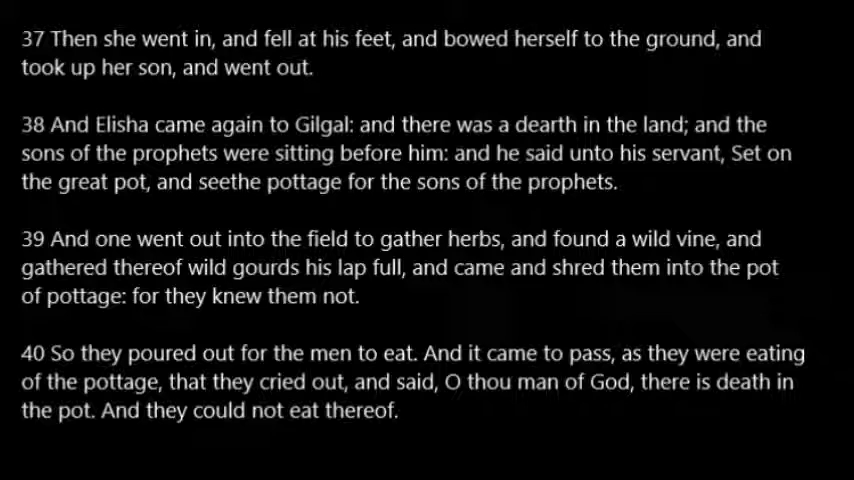 37 Then she went in, and fell at his feet, and bowed herself to the ground, and
took up her son, and went out.
38 And Elisha came again to Gilgal: and there was a dearth in the land; and the
sons of the prophets were sitting before him: and he said unto his servant, Set on
the great pot, and seethe pottage for the sons of the prophets.
39 And one went out into the field to gather herbs, and found a wild vine, and
gathered thereof wild gourds his lap full, and came and shred them into the pot
of pottage: for they knew them not.
40 So they poured out for the men to eat. And it came to pass, as they were eating
of the pottage, that they cried out, and said, O thou man of God, there is death in
the pot. And they could not eat thereof.